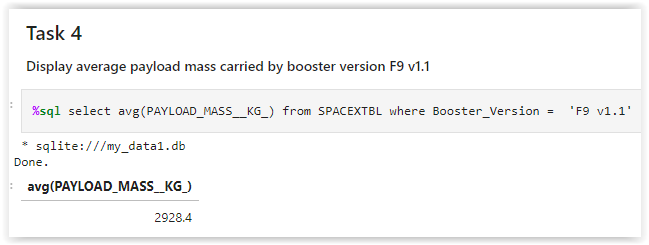 Task 4
Display average payload mass carried by booster version F9 v1.1
%sql select avg(PAYLOAD_MASS__KG_) from SPACEXTBL where Booster_Version =  'F9 v1.1'
* sqlite:///my_data1.db
Done.
avg(PAYLOAD_MASS__KG_)
2928.4